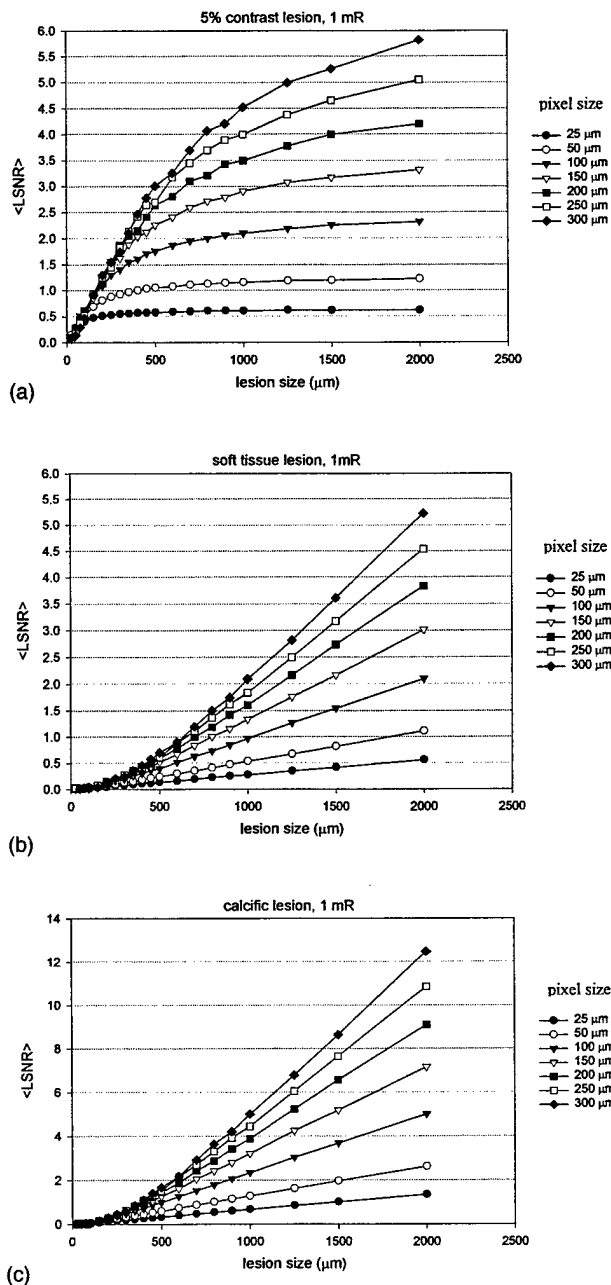 5% contrast lesion, 1 mR
6.0
5.5
5.0
4.5
4.0
3.5
3.0
2.5
2.0
1.5
1.0
0.5
0.0
<LSNR>
0 500 1000 1500 2000 2500
lesion size (µm)
pixel size
25 µm
50 µm
100 µm
150 µm
200 µm
250 µm
300 µm
(a)
soft tissue lesion, 1mR
6.0
5.5
5.0
4.5
4.0
3.5
3.0
2.5
2.0
1.5
1.0
0.5
0.0
<LSNR>
0 500 1000 1500 2000 2500
lesion size (µm)
pixel size
25 µm
50 µm
100 µm
150 µm
200 µm
250 µm
300 µm
(b)
calcific lesion, 1 mR
14
12
10
8
6
4
2
0
<LSNR>
0 500 1000 1500 2000 2500
lesion size (µm)
pixel size
25 µm
50 µm
100 µm
150 µm
200 µm
250 µm
300 µm
(c)